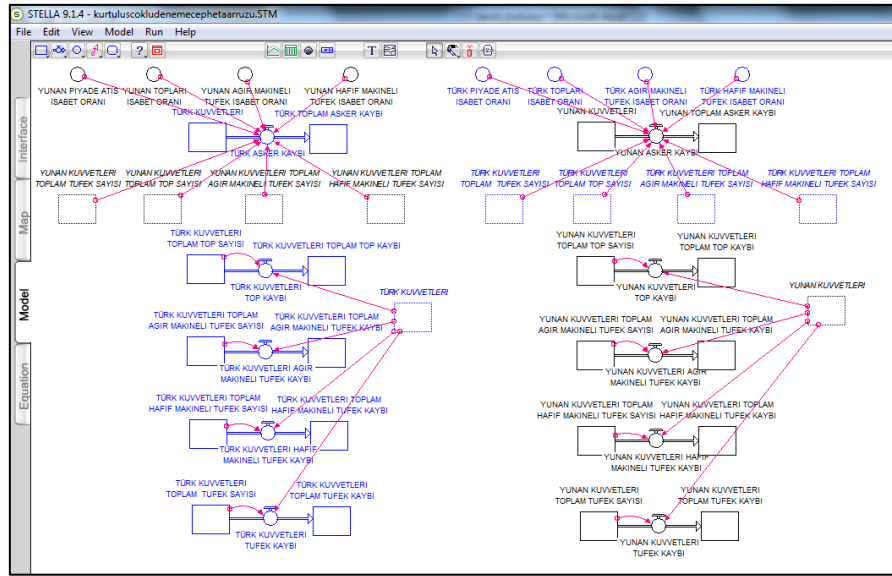 STELLA 9.1.4 - kurtuluscokludenemecephetaarruzu.STM
File Edit View Model Run Help
Interface
Map
Model
Equation
YUNAN PIYADE ATIS
ISABET ORANI
YUNAN TOPLARI
ISABET ORANI
YUNAN AGIR MAKINELI
TUFEK ISABET ORANI
YUNAN HAFIF MAKINELI
TUFEK ISABET ORANI
TÜRK KUVVETLERI
TÜRK TOPLAM ASKER KAYBI
TÜRK ASKER KAYBI
YUNAN KUVVETLERI
TOPLAM TUFEK SAYISI
YUNAN KUVVETLERI
TOPLAM TOP SAYISI
YUNAN KUVVETLERI TOPLAM
AGIR MAKINELI TUFEK SAYISI
YUNAN KUVVETLERI TOPLAM
HAFIF MAKINELI TUFEK SAYISI
TÜRK KUVVETLERI
TOPLAM TOP SAYISI
TÜRK KUVVETLERI TOPLAM TOP KAYBI
TÜRK KUVVETLERI
TOP KAYBI
TÜRK KUVVETLERI
TÜRK KUVVETLERI TOPLAM
AGIR MAKINELI TUFEK SAYISI
TÜRK KUVVETLERI TOPLAM
AGIR MAKINELI TUFEK KAYBI
TÜRK KUVVETLERI AGIR
MAKINELI TUFEK KAYBI
TÜRK KUVVETLERI TOPLAM
HAFIF MAKINELI TUFEK SAYISI
TÜRK KUVVETLERI TOPLAM
HAFIF MAKINELI TUFEK KAYBI
TÜRK KUVVETLERI HAFIF
MAKINELI TUFEK KAYBI
TÜRK KUVVETLERI
TOPLAM TUFEK SAYISI
TÜRK KUVVETLERI
TOPLAM TUFEK KAYBI
TÜRK KUVVETLERI
TUFEK KAYBI
TÜRK PIYADE ATIS
ISABET ORANI
TÜRK TOPLARI
ISABET ORANI
TÜRK AGIR MAKINELI
TUFEK ISABET ORANI
TÜRK HAFIF MAKINELI
TUFEK ISABET ORANI
YUNAN KUVVETLERI
YUNAN TOPLAM ASKER KAYBI
YUNAN ASKER KAYBI
TÜRK KUVVETLERI
TOPLAM TUFEK SAYISI
TÜRK KUVVETLERI
TOPLAM TOP SAYISI
TÜRK KUVVETLERI TOPLAM
AGIR MAKINELI TUFEK SAYISI
TÜRK KUVVETLERI TOPLAM
HAFIF MAKINELI TUFEK SAYISI
YUNAN KUVVETLERI
TOPLAM TOP SAYISI
YUNAN KUVVETLERI
TOPLAM TOP KAYBI
YUNAN KUVVETLERI
TOP KAYBI
YUNAN KUVVETLERI
YUNAN KUVVETLERI TOPLAM
AGIR MAKINELI TUFEK SAYISI
YUNAN KUVVETLERI TOPLAM
AGIR MAKINELI TUFEK KAYBI
YUNAN KUVVETLERI AGIR
MAKINELI TUFEK KAYBI
YUNAN KUVVETLERI TOPLAM
HAFIF MAKINELI TUFEK SAYISI
YUNAN KUVVETLERI TOPLAM
HAFIF MAKINELI TUFEK KAYBI
YUNAN KUVVETLERI HAFIF
MAKINELI TUFEK KAYBI
YUNAN KUVVETLERI
TOPLAM TUFEK SAYISI
YUNAN KUVVETLERI
TOPLAM TUFEK KAYBI
YUNAN KUVVETLERI
TUFEK KAYBI